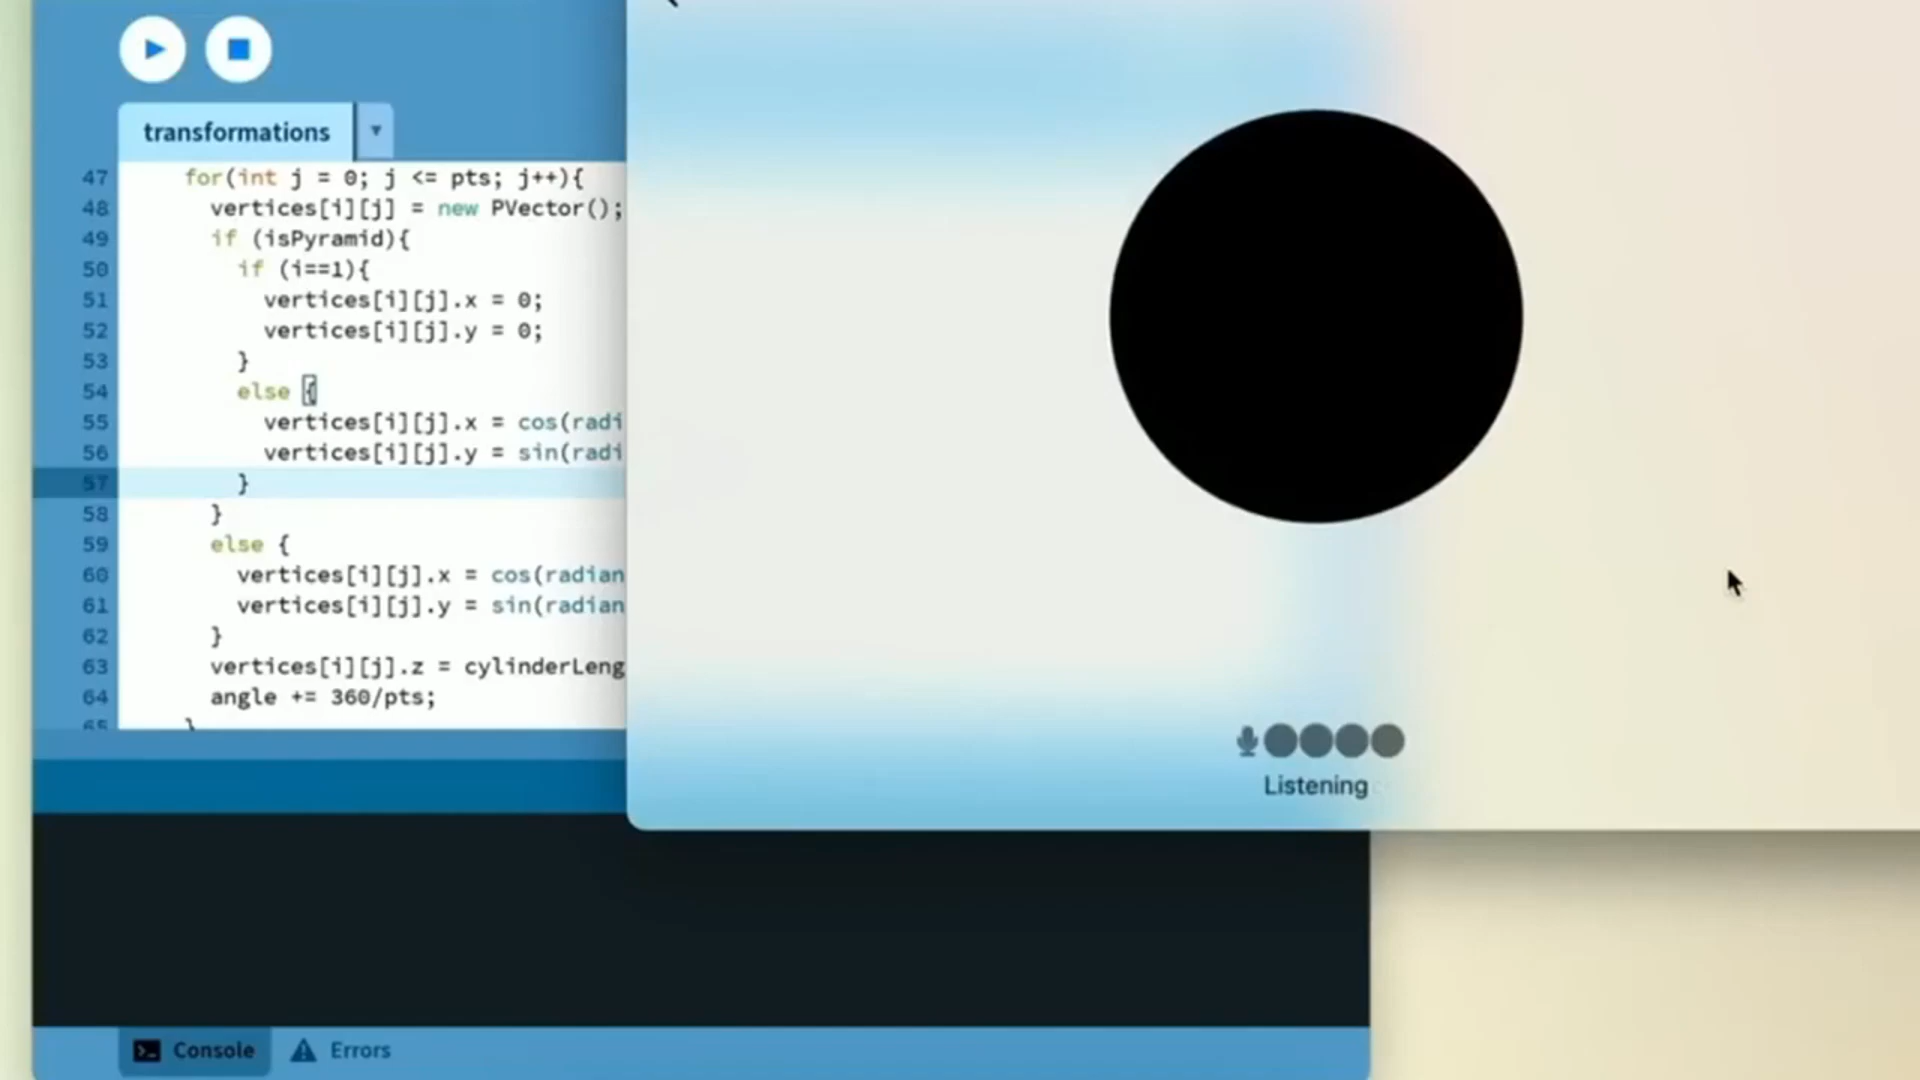 transformations
47 for(int j = 0; j <= pts; j++){
48 vertices[i][j] = new PVector();
49 if (isPyramid){
50 if (i==1){
51 vertices[i][j].x = 0;
52 vertices[i][j].y = 0;
53 }
54 else {
55 vertices[i][j].x = cos(radi
56 vertices[i][j].y = sin(radi
57 }
58 }
59 else {
60 vertices[i][j].x = cos(radian
61 vertices[i][j].y = sin(radian
62 }
63 vertices[i][j].z = cylinderLeng
64 angle += 360/pts;
65 }
Listening
Console
Errors